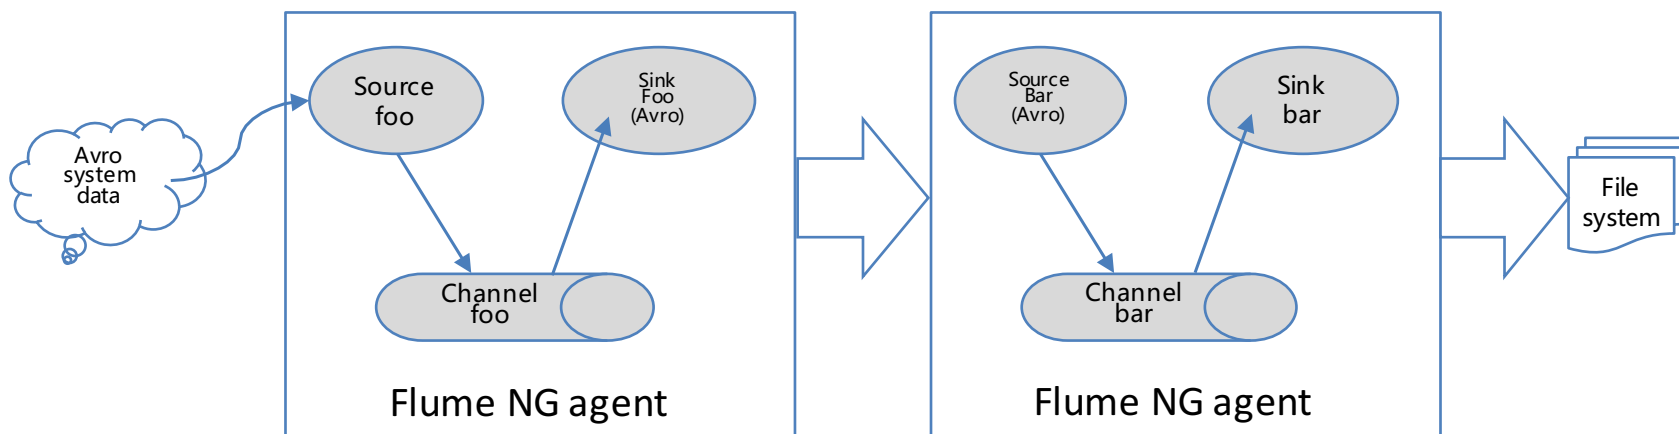 Avro
system
data
Source
foo
Sink
Foo
(Avro)
Channel
foo
Flume NG agent
Source
Bar
(Avro)
Sink
bar
Channel
bar
Flume NG agent
File
system